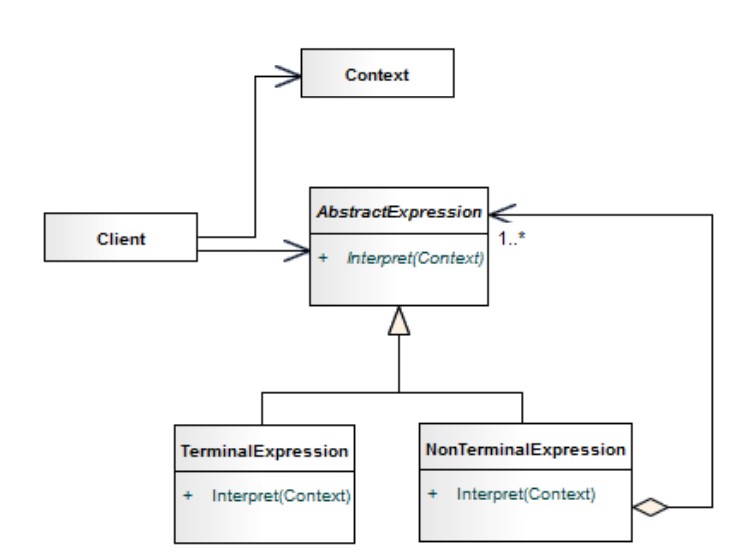 Context
AbstractExpression
Client
1..*
+ Interpret(Context)
TerminalExpression
NonTerminalExpression
+ Interpret(Context)
+ Interpret(Context)